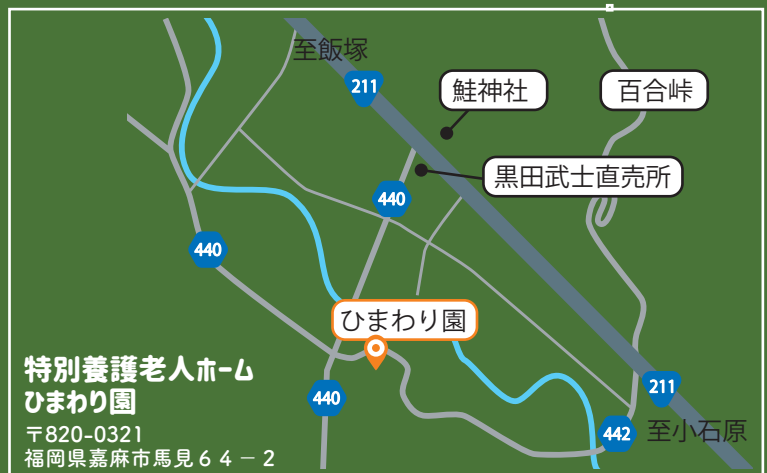 至飯塚
211
鮭神社
百合峠
黒田武士直売所
440
440
ひまわり園
特別養護老人ホーム
ひまわり園
〒820-0321
福岡県嘉麻市馬見64－2
440
211
442
至小石原